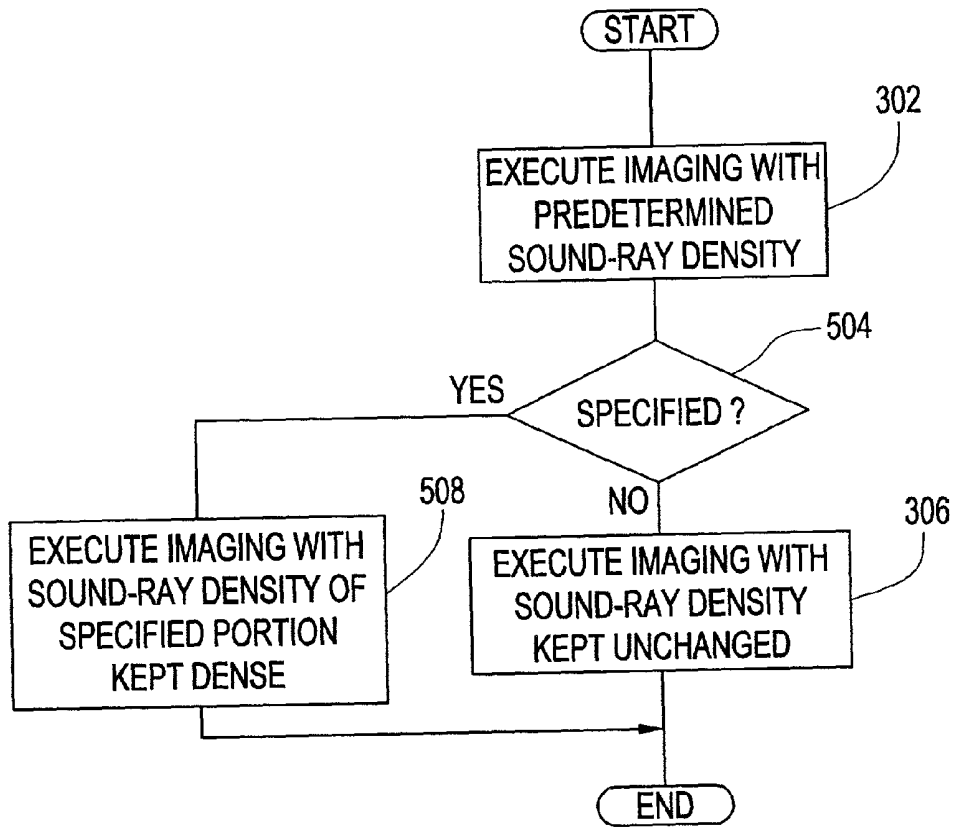 START
302
EXECUTE IMAGING WITH
PREDETERMINED
SOUND-RAY DENSITY
504
YES
SPECIFIED ?
NO
508
306
EXECUTE IMAGING WITH
SOUND-RAY DENSITY OF
SPECIFIED PORTION
KEPT DENSE
EXECUTE IMAGING WITH
SOUND-RAY DENSITY
KEPT UNCHANGED
END